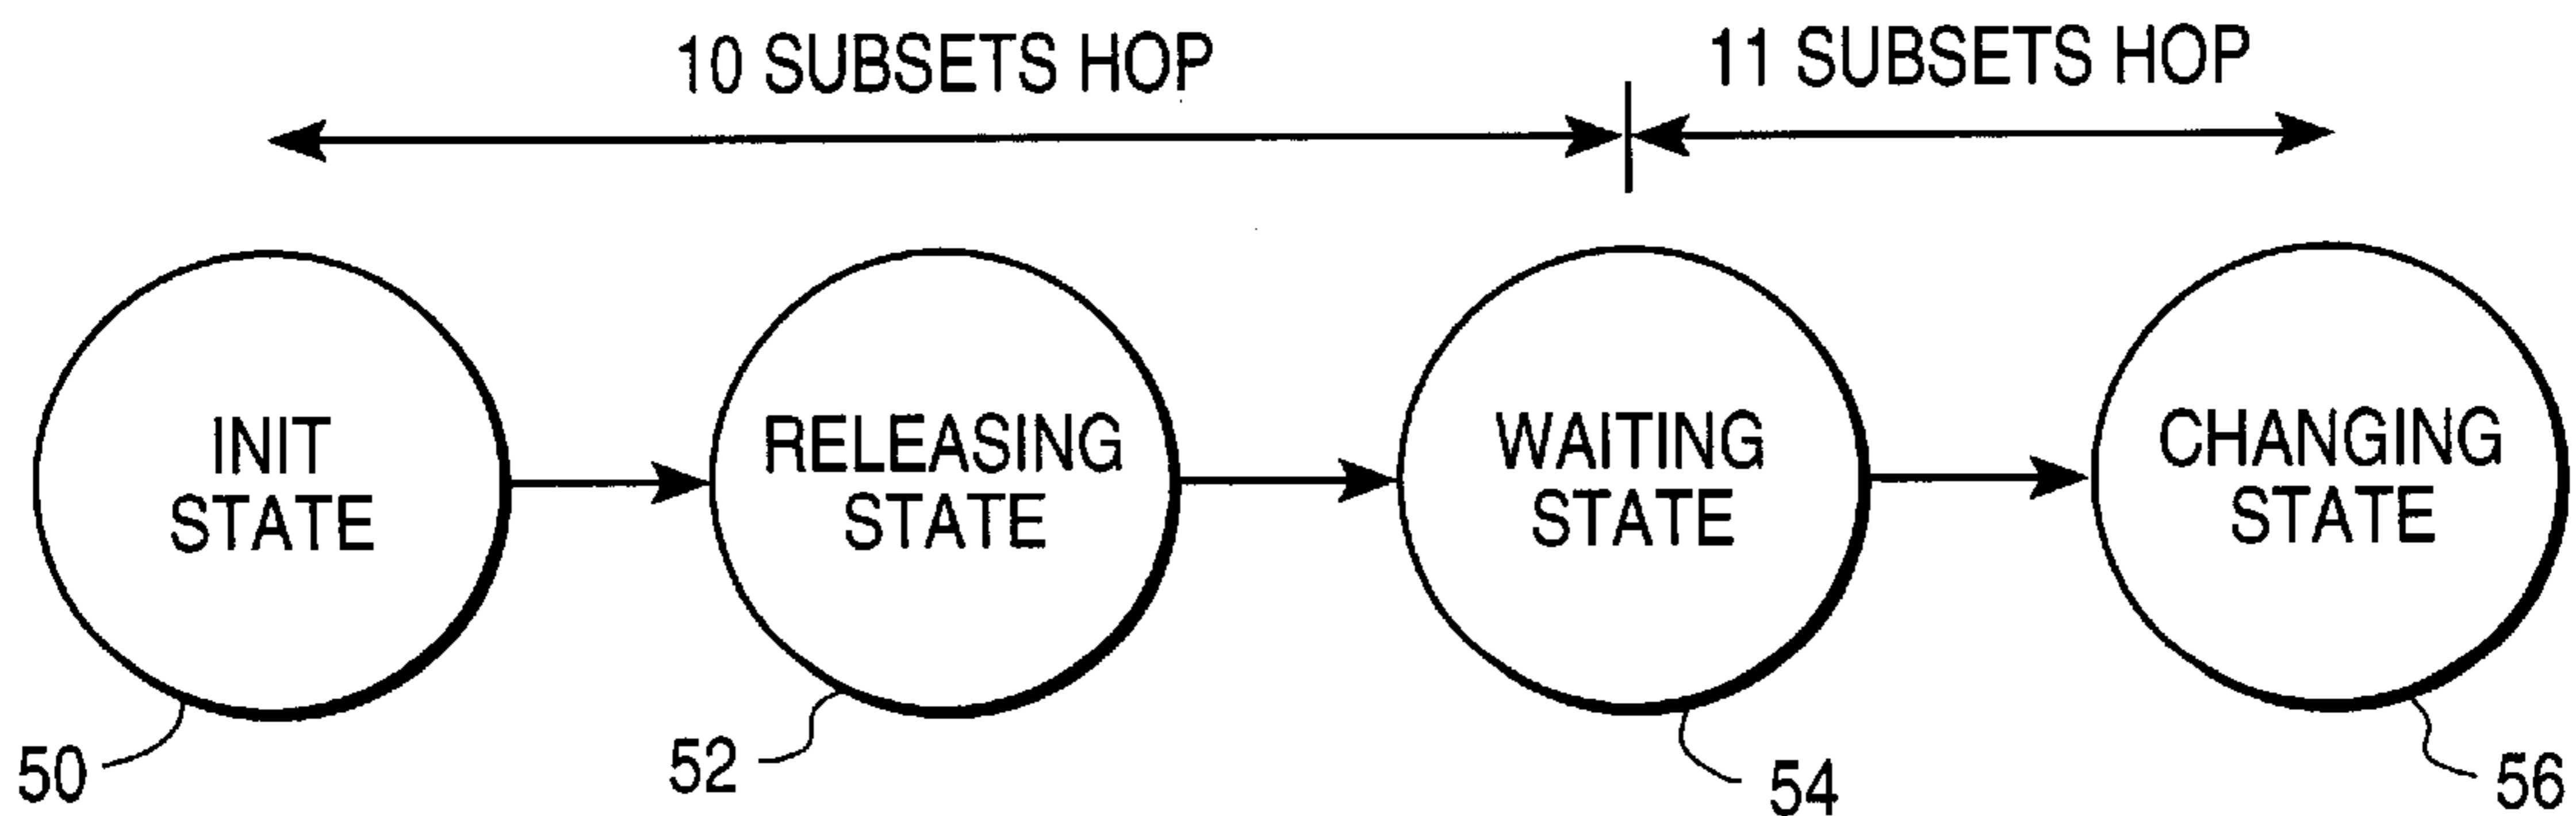 10 SUBSETS HOP
11 SUBSETS HOP
INIT
STATE
RELEASING
STATE
WAITING
STATE
CHANGING
STATE
50
52
54
56